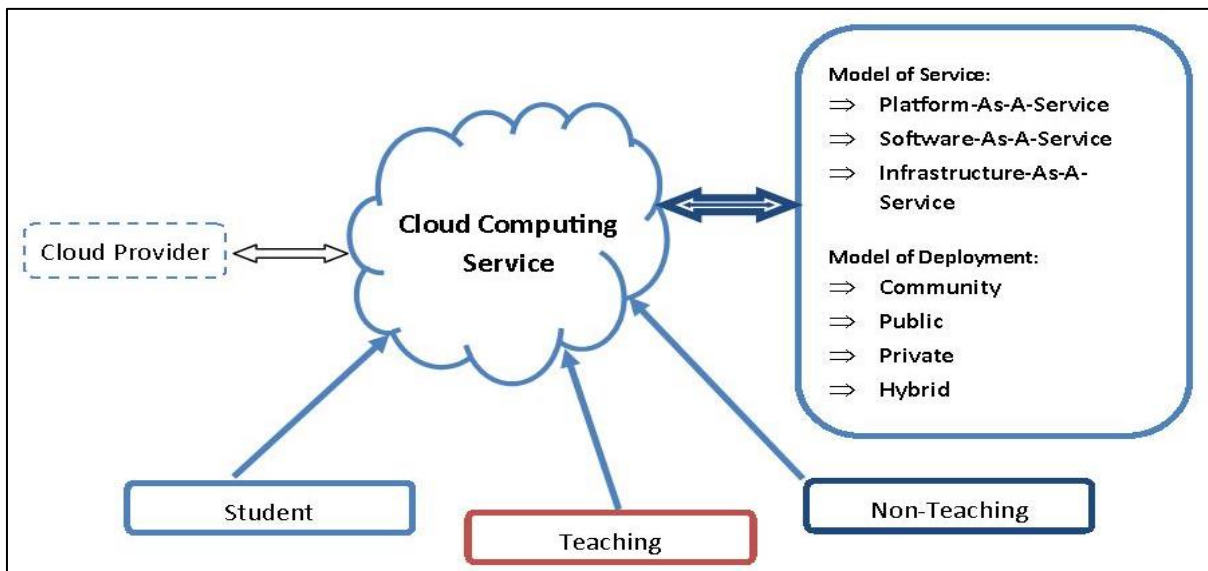 Cloud Provider
Cloud Computing
Service
Model of Service:
⇒ Platform-As-A-Service
⇒ Software-As-A-Service
⇒ Infrastructure-As-A-
Service
Model of Deployment:
⇒ Community
⇒ Public
⇒ Private
⇒ Hybrid
Student
Teaching
Non-Teaching